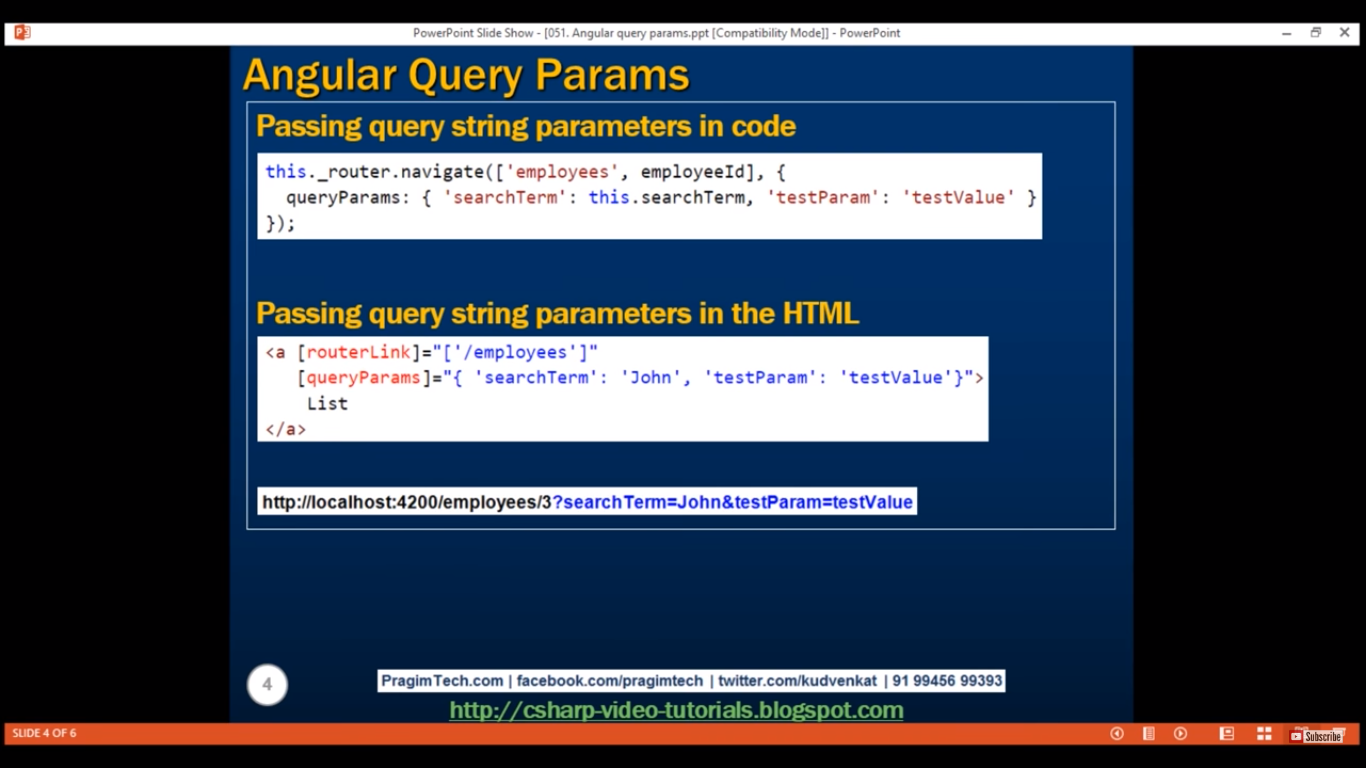 PowerPoint Slide Show - [051. Angular query params.ppt [Compatibility Mode]] - PowerPoint
Angular Query Params
Passing query string parameters in code
this._router.navigate(['employees', employeeId], {
queryParams: { 'searchTerm': this.searchTerm, 'testParam': 'testValue' }
});
Passing query string parameters in the HTML
<a [routerLink]="['/employees']"
[queryParams]="{ 'searchTerm': 'John', 'testParam': 'testValue'}">
List
</a>
http://localhost:4200/employees/3?searchTerm=John&testParam=testValue
4
PragimTech.com | facebook.com/pragimtech | twitter.com/kudvenkat | 91 99456 99393
http://csharp-video-tutorials.blogspot.com
SLIDE 4 OF 6
Subscribe